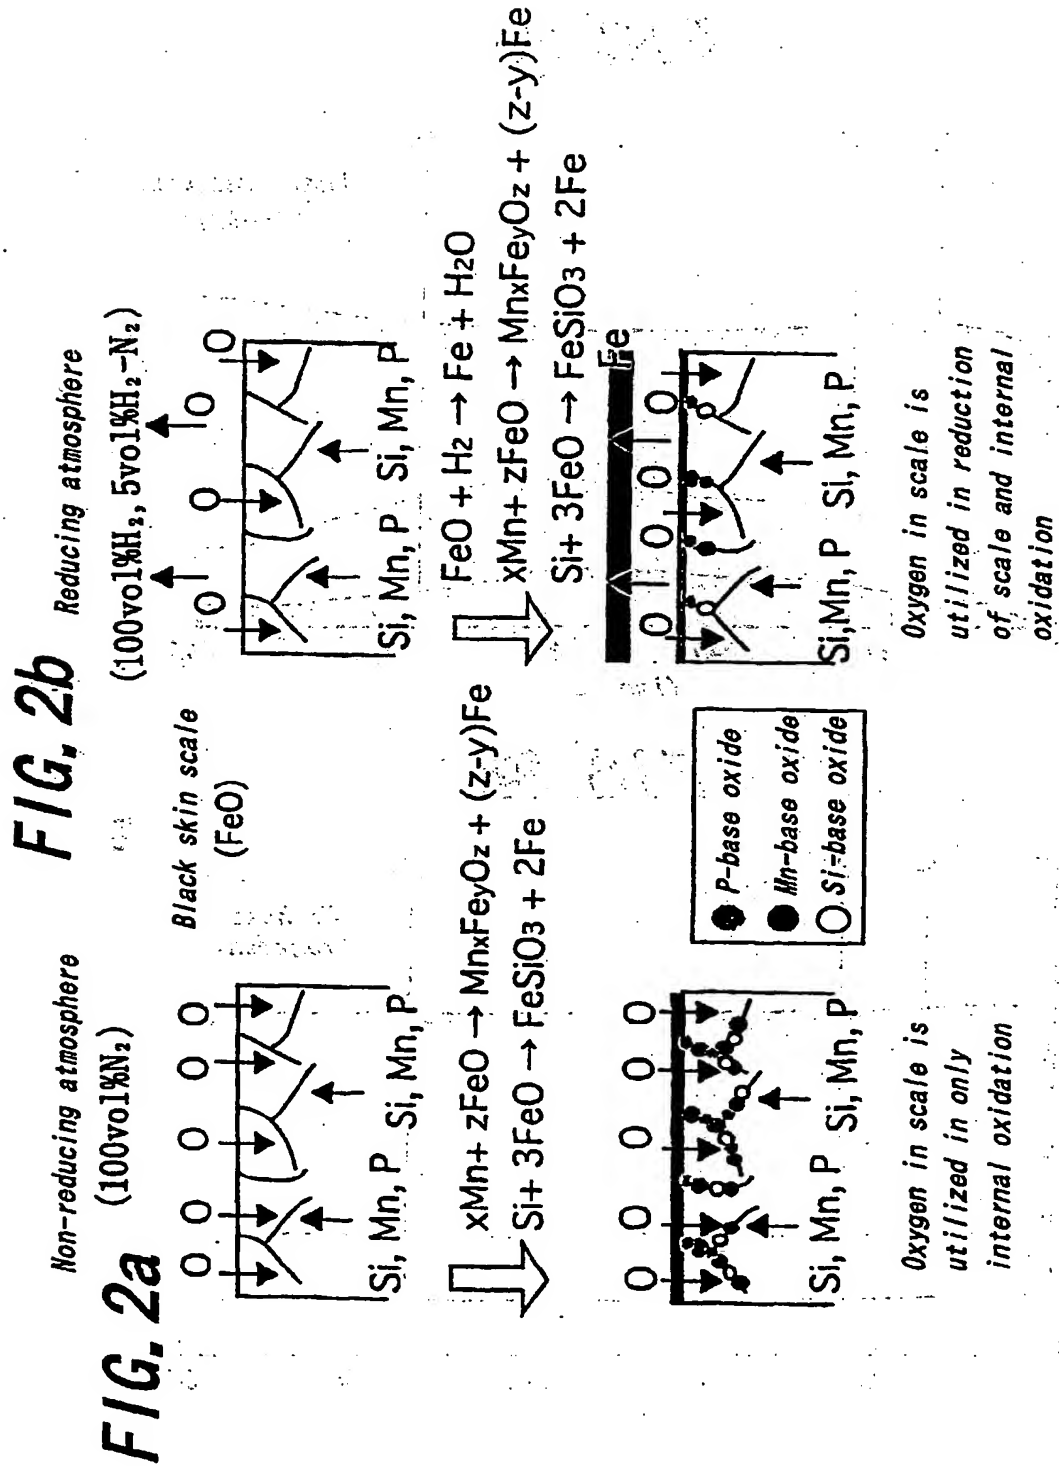 FIG. 2a
Non-reducing atmosphere
(100vol%N₂)
O O O O O
Si, Mn, P Si, Mn, P
Black skin scale
(FeO)
xMn+ zFeO → MnxFeyOz + (z-y)Fe
Si+ 3FeO → FeSiO3 + 2Fe
O O O O O
Si, Mn, P Si, Mn, P
Oxygen in scale is
utilized in only
internal oxidation
P-base oxide
Mn-base oxide
Si-base oxide
FIG. 2b
Reducing atmosphere
(100vol%H₂, 5vol%H₂-N₂)
O O O O
Si, Mn, P Si, Mn, P
FeO + H2 → Fe + H2O
xMn+ zFeO → MnxFeyOz + (z-y)Fe
Si+ 3FeO → FeSiO3 + 2Fe
Fe
O O O O
Si,Mn, P Si, Mn, P
Oxygen in scale is
utilized in reduction
of scale and internal
oxidation